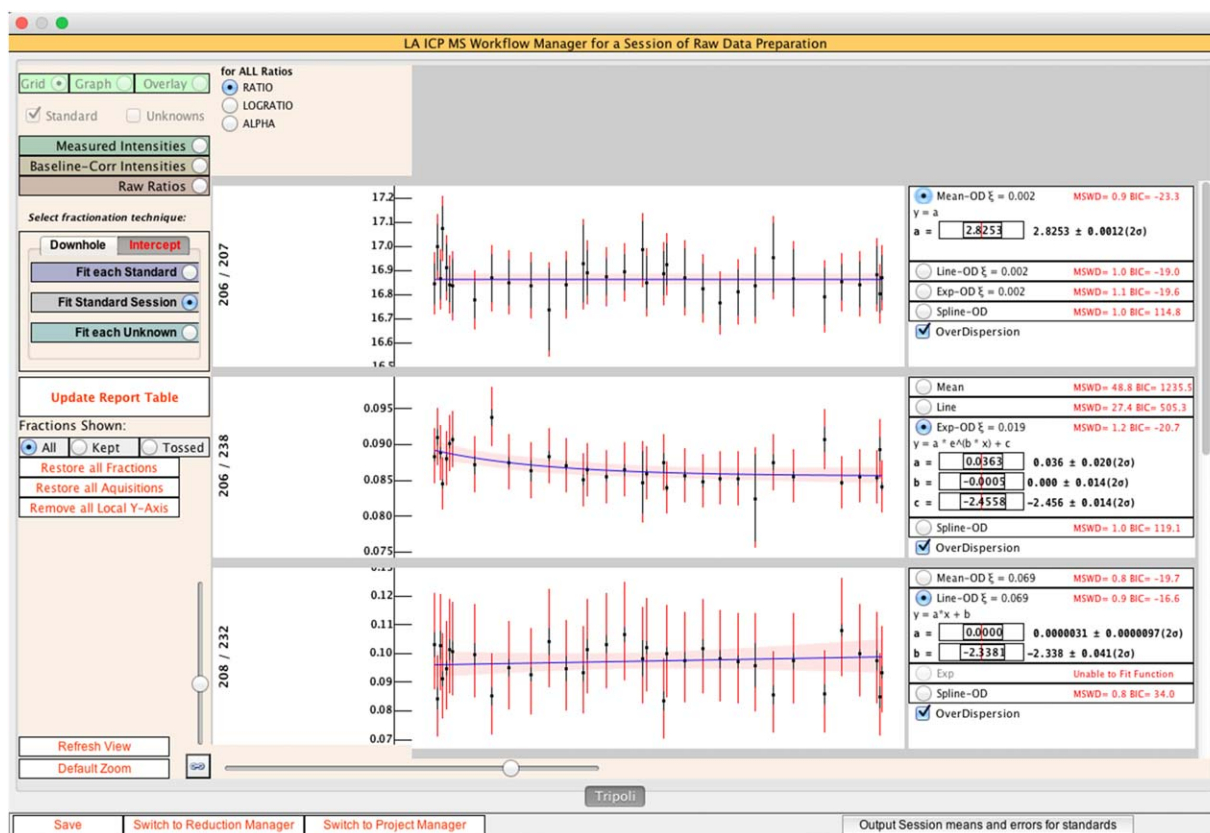 LA ICP MS Workflow Manager for a Session of Raw Data Preparation
Grid Graph Overlay
Standard Unknowns
Measured Intensities
Baseline-Corr Intensities
Raw Ratios
Select fractionation technique:
Downhole Intercept
Fit each Standard
Fit Standard Session
Fit each Unknown
Update Report Table
Fractions Shown:
All Kept Tossed
Restore all Fractions
Restore all Aquisitions
Remove all Local Y-Axis
Refresh View
Default Zoom
for ALL Ratios
RATIO
LOGRATIO
ALPHA
206 / 207
17.2
17.1
17.0
16.9
16.8
16.7
16.6
16.5
Mean-OD ξ = 0.002 MSWD= 0.9 BIC= -23.3
y = a
a = 2.8253 2.8253 ± 0.0012(2σ)
Line-OD ξ = 0.002 MSWD= 1.0 BIC= -19.0
Exp-OD ξ = 0.002 MSWD= 1.1 BIC= -19.6
Spline-OD MSWD= 1.0 BIC= 114.8
OverDispersion
206 / 238
0.095
0.090
0.085
0.080
0.075
Mean MSWD= 48.8 BIC= 1235.5
Line MSWD= 27.4 BIC= 505.3
Exp-OD ξ = 0.019 MSWD= 1.2 BIC= -20.7
y = a * e^(b * x) + c
a = 0.0363 0.036 ± 0.020(2σ)
b = -0.0005 0.000 ± 0.014(2σ)
c = -2.4558 -2.456 ± 0.014(2σ)
Spline-OD MSWD= 1.0 BIC= 119.1
OverDispersion
208 / 232
0.13
0.12
0.11
0.10
0.09
0.08
0.07
Mean-OD ξ = 0.069 MSWD= 0.8 BIC= -19.7
Line-OD ξ = 0.069 MSWD= 0.9 BIC= -16.6
y = a*x + b
a = 0.0000 0.0000031 ± 0.0000097(2σ)
b = -2.3381 -2.338 ± 0.041(2σ)
Exp Unable to Fit Function
Spline-OD MSWD= 0.8 BIC= 34.0
OverDispersion
Tripoli
Save Switch to Reduction Manager Switch to Project Manager Output Session means and errors for standards